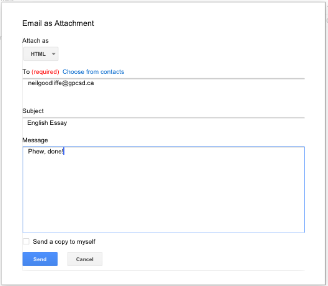 Email as Attachment
Attach as
HTML
To (required) Choose from contacts
neilgoodliffe@gpcsd.ca
Subject
English Essay
Message
Phew, done!
Send a copy to myself
Send Cancel